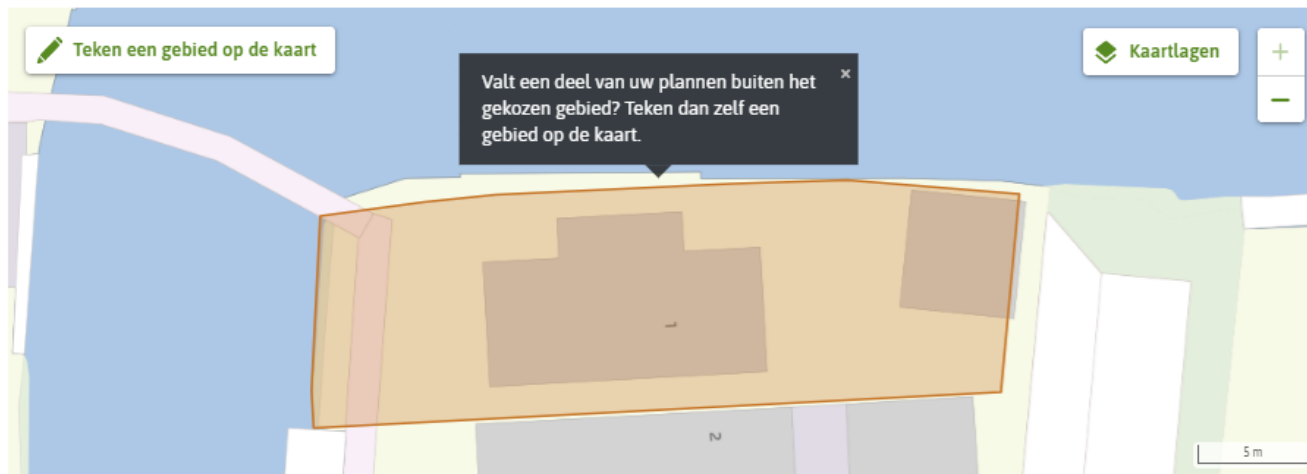 Teken een gebied op de kaart
Kaartlagen
+
−
Valt een deel van uw plannen buiten het
gekozen gebied? Teken dan zelf een
gebied op de kaart.
×
1
2
5 m